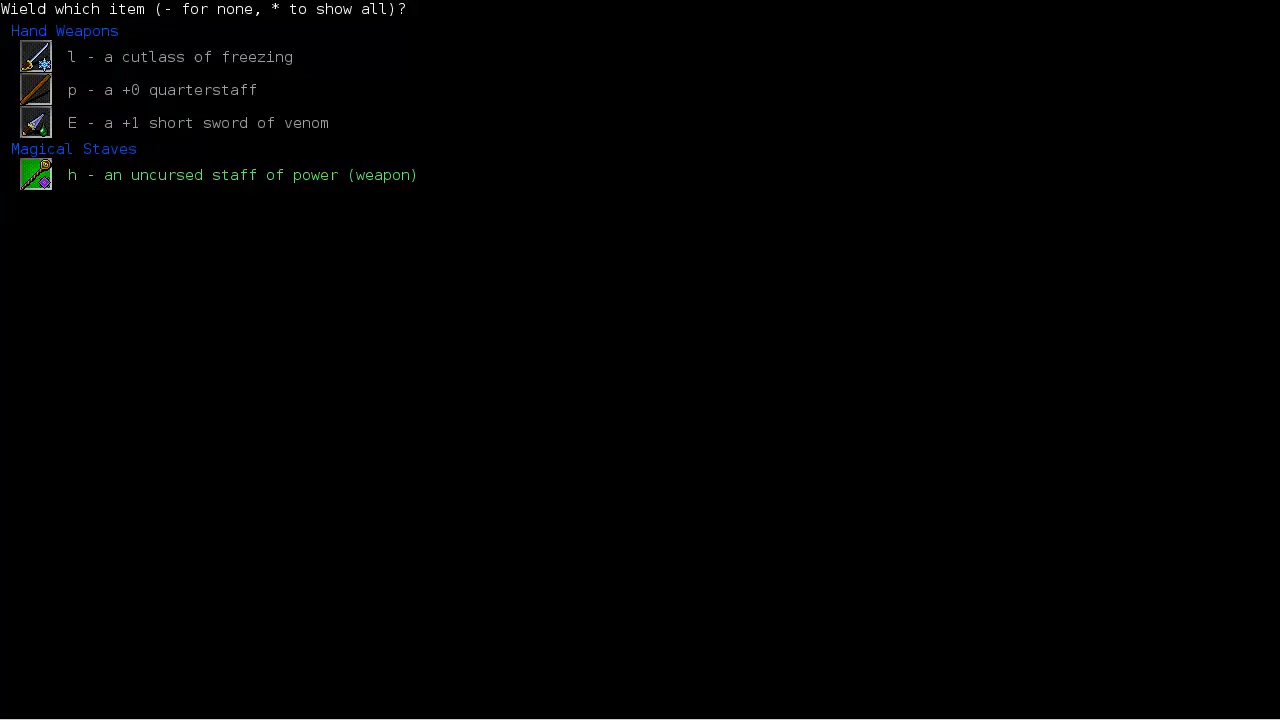 Wield which item (- for none, * to show all)?
Hand Weapons
l - a cutlass of freezing
p - a +0 quarterstaff
E - a +1 short sword of venom
Magical Staves
h - an uncursed staff of power (weapon)